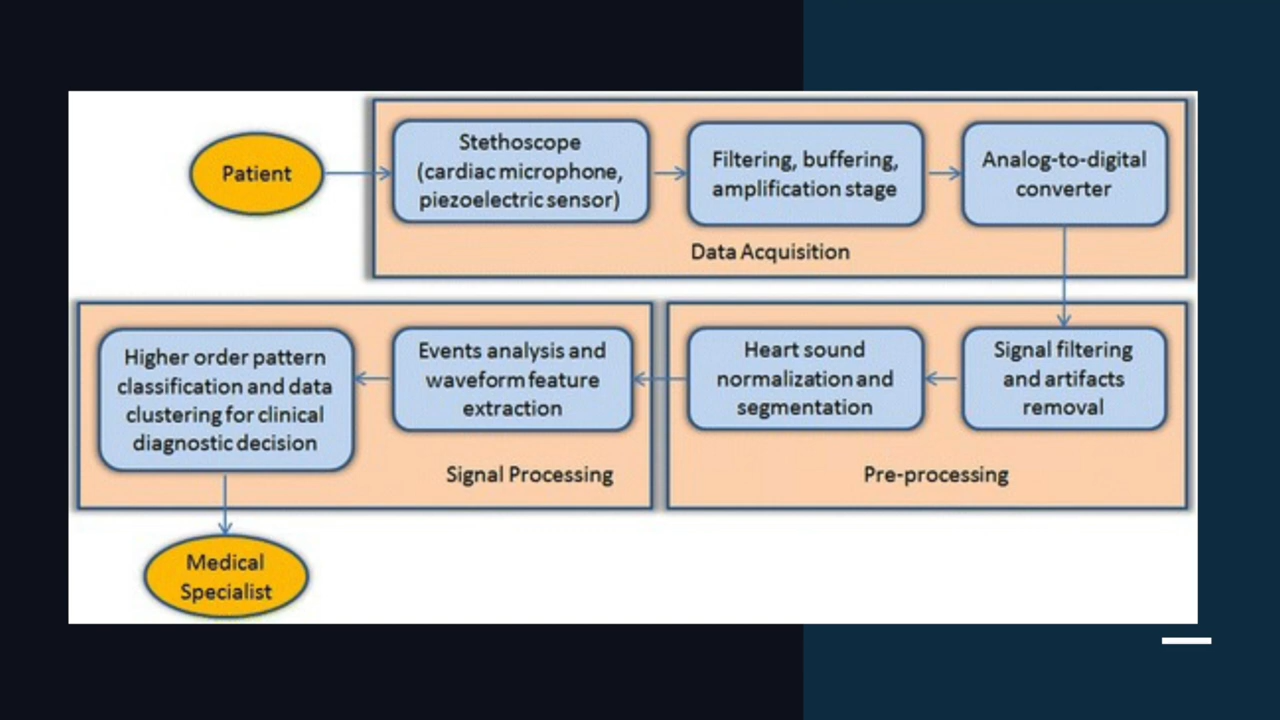 Patient
Stethoscope
(cardiac microphone,
piezoelectric sensor)
Filtering, buffering,
amplification stage
Analog-to-digital
converter
Data Acquisition
Signal filtering
and artifacts
removal
Heart sound
normalization and
segmentation
Pre-processing
Events analysis and
waveform feature
extraction
Higher order pattern
classification and data
clustering for clinical
diagnostic decision
Signal Processing
Medical
Specialist